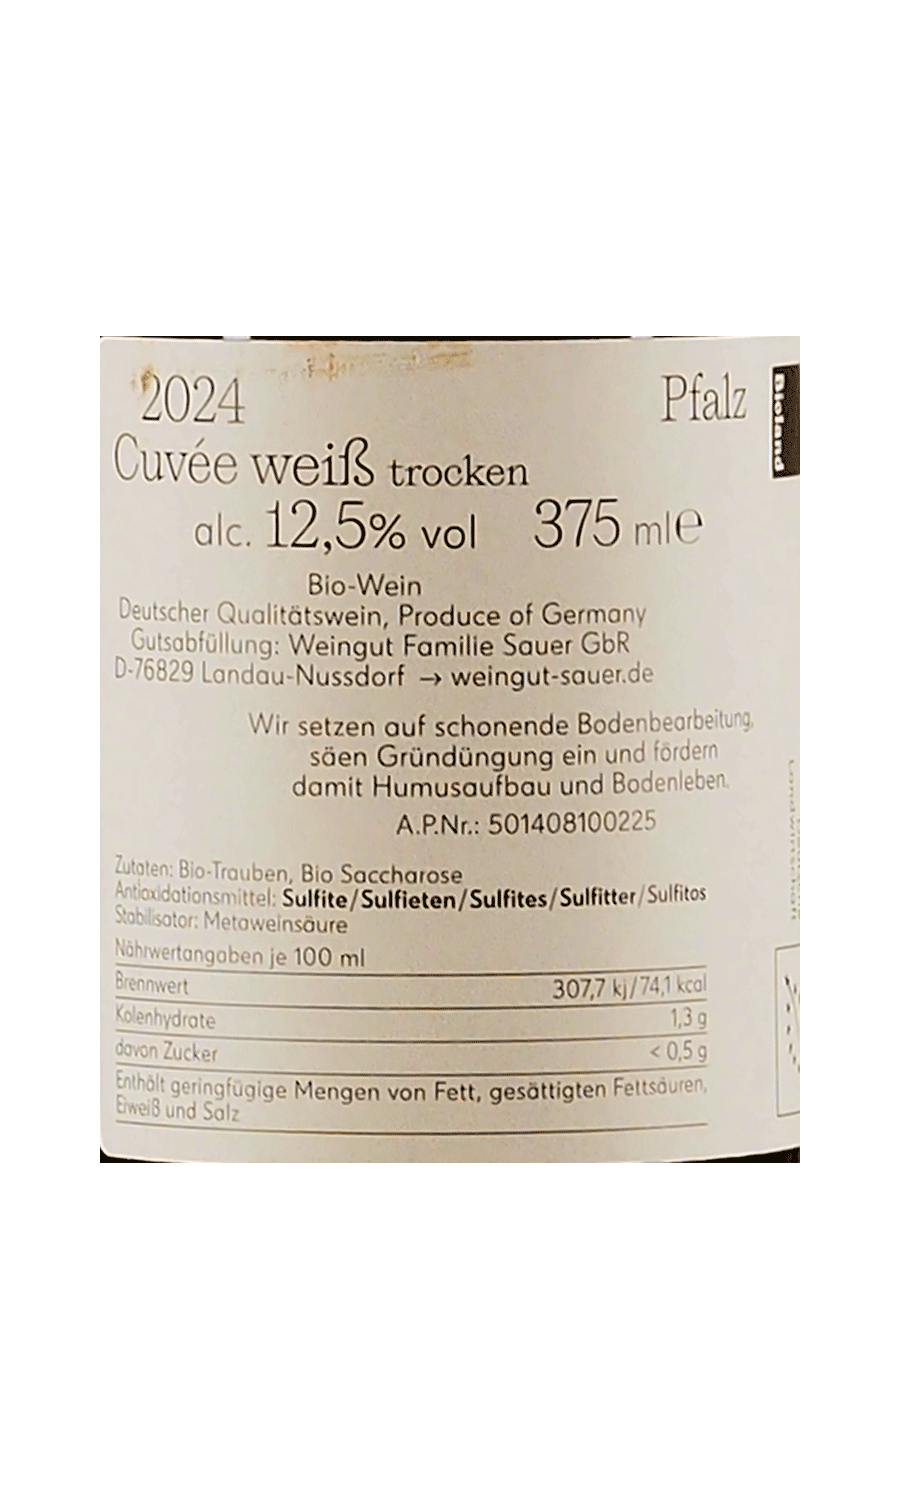 2024 Pfalz
Bioland
Cuvée weiß trocken
alc. 12,5% vol 375 ml℮
Bio-Wein
Deutscher Qualitätswein, Produce of Germany
Gutsabfüllung: Weingut Familie Sauer GbR
D-76829 Landau-Nussdorf → weingut-sauer.de
Wir setzen auf schonende Bodenbearbeitung,
säen Gründüngung ein und fördern
damit Humusaufbau und Bodenleben.
A.P.Nr.: 501408100225
Zutaten: Bio-Trauben, Bio Saccharose
Antioxidationsmittel: Sulfite/Sulfieten/Sulfites/Sulfitter/Sulfitos
Stabilisator: Metaweinsäure
Nährwertangaben je 100 ml
Brennwert 307,7 kj/74,1 kcal
Kolenhydrate 1,3 g
davon Zucker < 0,5 g
Enthält geringfügige Mengen von Fett, gesättigten Fettsäuren,
Eiweiß und Salz
Landwirtschaft